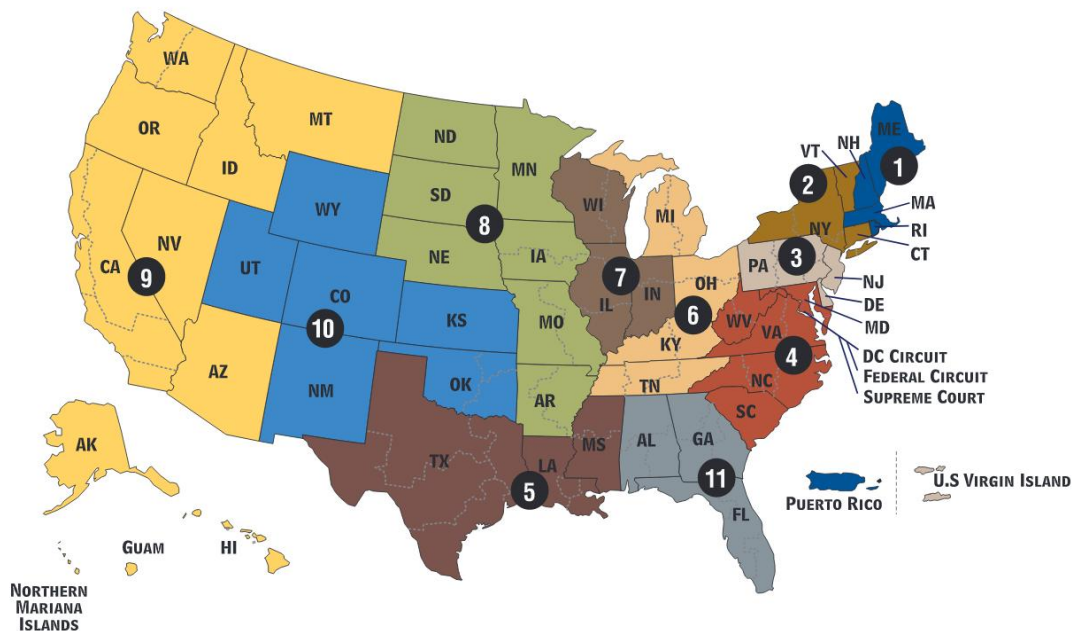 WA
MT
ND
OR
ID
MN
VT
NH
ME
1
2
SD
WY
8
WI
MI
MA
NY
RI
CT
NV
NE
IA
PA
3
CA
9
UT
7
OH
NJ
CO
IL
IN
DE
10
KS
MO
6
WV
MD
VA
KY
4
DC CIRCUIT
FEDERAL CIRCUIT
SUPREME COURT
AZ
NM
OK
TN
NC
AR
SC
AK
TX
LA
MS
AL
GA
5
11
U.S VIRGIN ISLAND
PUERTO RICO
FL
GUAM
HI
NORTHERN
MARIANA
ISLANDS